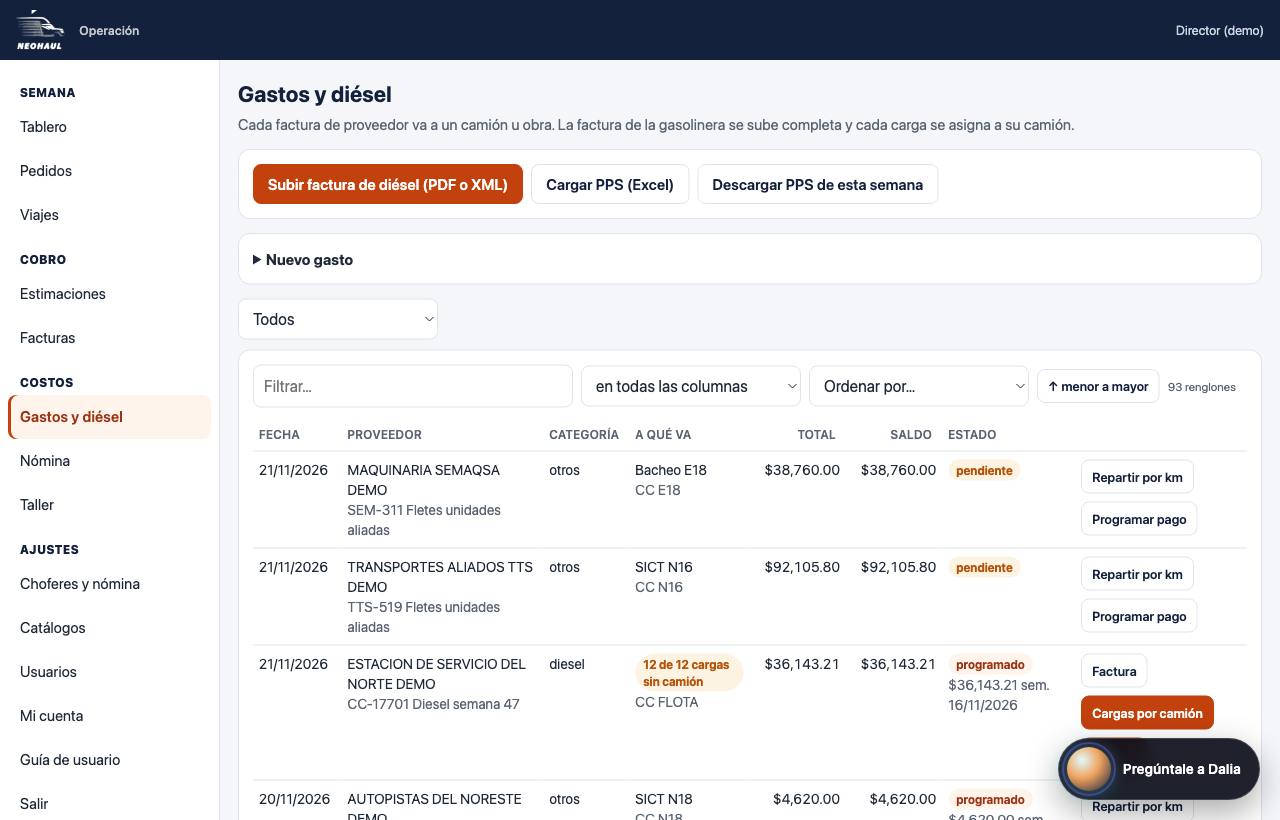 NEOHAUL
Operación
Director (demo)
SEMANA
Tablero
Pedidos
Viajes
COBRO
Estimaciones
Facturas
COSTOS
Gastos y diésel
Nómina
Taller
AJUSTES
Choferes y nómina
Catálogos
Usuarios
Mi cuenta
Guía de usuario
Salir
Gastos y diésel
Cada factura de proveedor va a un camión u obra. La factura de la gasolinera se sube completa y cada carga se asigna a su camión.
Subir factura de diésel (PDF o XML)
Cargar PPS (Excel)
Descargar PPS de esta semana
Nuevo gasto
Todos
Filtrar...
en todas las columnas
Ordenar por...
↑ menor a mayor
93 renglones
FECHA PROVEEDOR CATEGORÍA A QUÉ VA TOTAL SALDO ESTADO
21/11/2026 MAQUINARIA SEMAQSA otros Bacheo E18 $38,760.00 $38,760.00 pendiente Repartir por km
DEMO CC E18
SEM-311 Fletes unidades Programar pago
aliadas
21/11/2026 TRANSPORTES ALIADOS TTS otros SICT N16 $92,105.80 $92,105.80 pendiente Repartir por km
DEMO CC N16
TTS-519 Fletes unidades Programar pago
aliadas
21/11/2026 ESTACION DE SERVICIO DEL diesel 12 de 12 cargas $36,143.21 $36,143.21 programado Factura
NORTE DEMO sin camión $36,143.21 sem.
CC-17701 Diesel semana 47 CC FLOTA 16/11/2026 Cargas por camión
Pregúntale a Dalia
20/11/2026 AUTOPISTAS DEL NORESTE otros SICT N18 $4,620.00 $4,620.00 programado Repartir por km
DEMO CC N18 $4,620.00 sem.